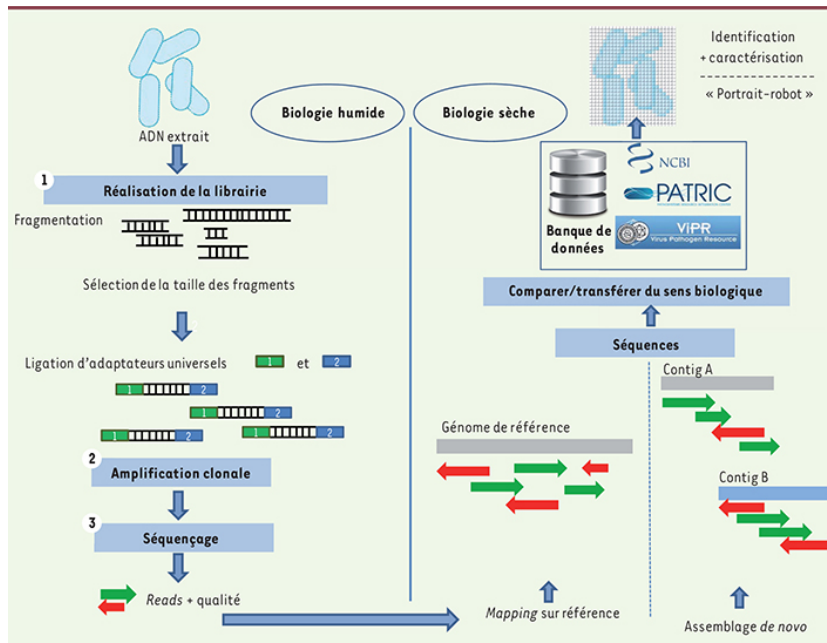 ADN extrait
Biologie humide
Biologie sèche
Identification
+ caractérisation
« Portrait-robot »
1
Réalisation de la librairie
Fragmentation
Sélection de la taille des fragments
Ligation d'adaptateurs universels 1 et 2
1 2
1 2
1 2
1 2
2
Amplification clonale
3
Séquençage
Reads + qualité
NCBI
PATRIC
ViPR
Virus Pathogen Resource
Banque de
données
Comparer/transférer du sens biologique
Séquences
Contig A
Génome de référence
Contig B
Mapping sur référence
Assemblage de novo